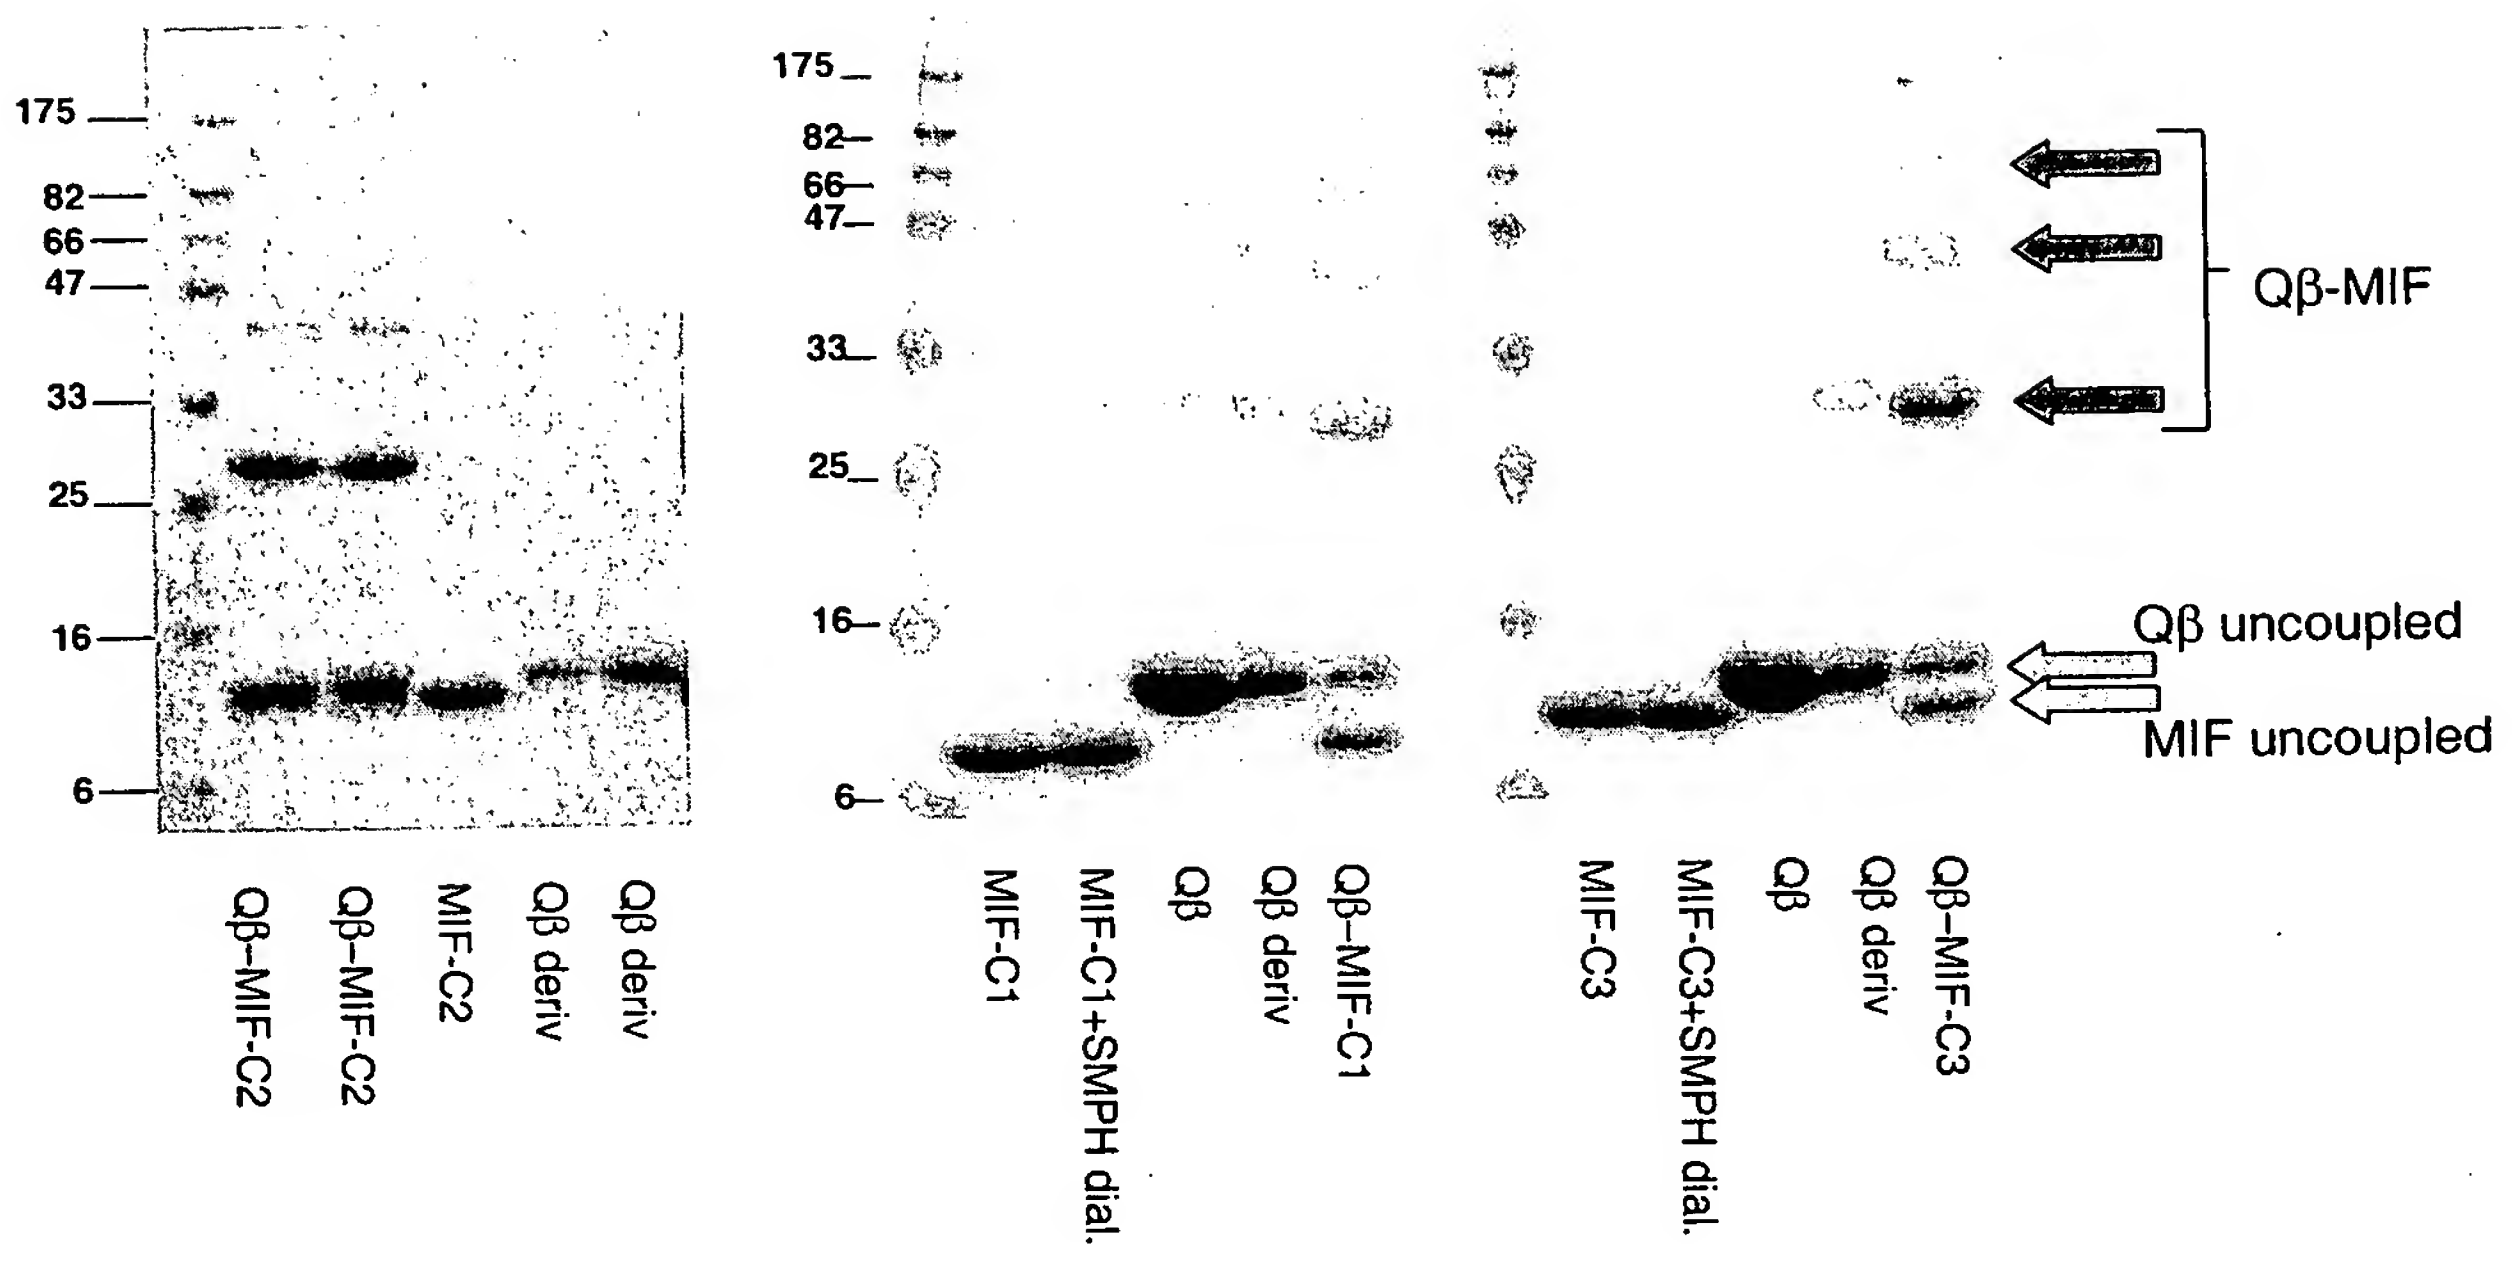 175
82
66
47
33
25
16
6
Qβ–MIF-C2
Qβ–MIF-C2
MIF-C2
Qβ deriv
Qβ deriv
175
82
66
47
33
25
16
6
MIF-C1
MIF-C1+SMPH dial.
Qβ
Qβ deriv
Qβ–MIF-C1
MIF-C3
MIF-C3+SMPH dial.
Qβ
Qβ deriv
Qβ–MIF-C3
Qβ-MIF
Qβ uncoupled
MIF uncoupled